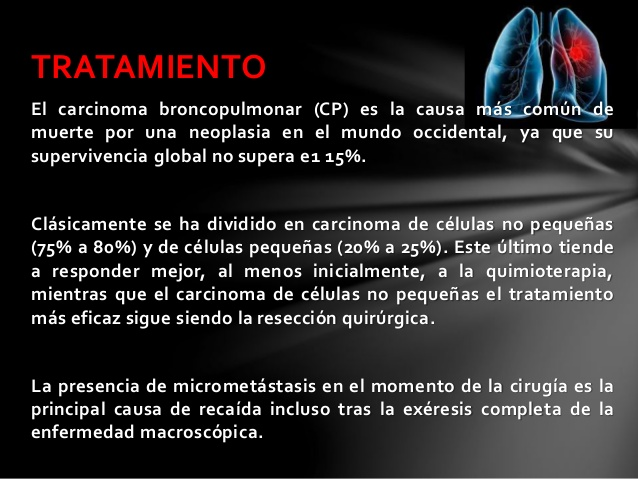 TRATAMIENTO
El carcinoma broncopulmonar (CP) es la causa más común de
muerte por una neoplasia en el mundo occidental, ya que su
supervivencia global no supera e1 15%.
Clásicamente se ha dividido en carcinoma de células no pequeñas
(75% a 80%) y de células pequeñas (20% a 25%). Este último tiende
a responder mejor, al menos inicialmente, a la quimioterapia,
mientras que el carcinoma de células no pequeñas el tratamiento
más eficaz sigue siendo la resección quirúrgica.
La presencia de micrometástasis en el momento de la cirugía es la
principal causa de recaída incluso tras la exéresis completa de la
enfermedad macroscópica.